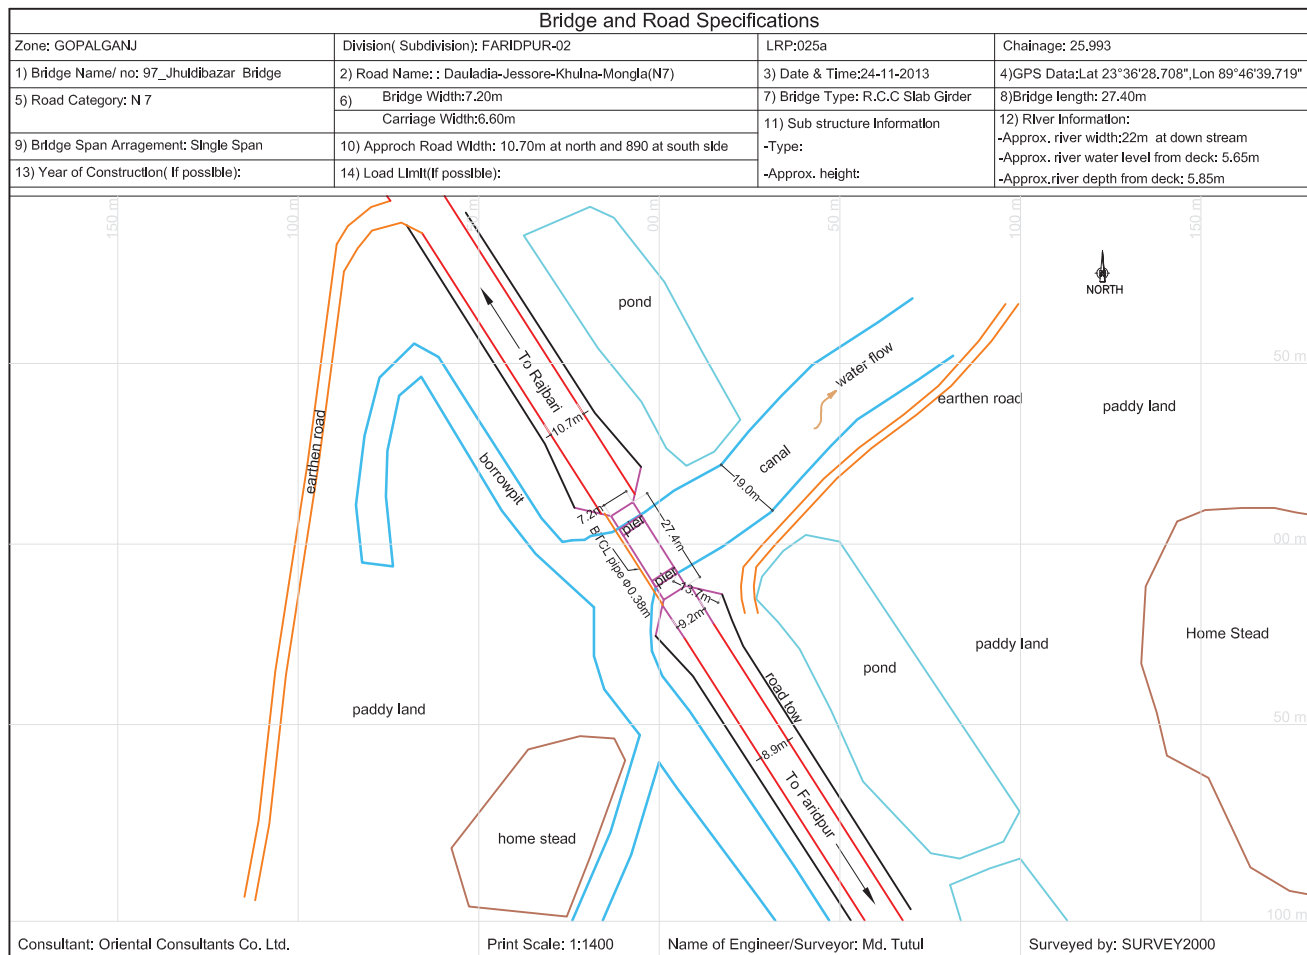 Bridge and Road Specifications
Zone: GOPALGANJ
Division( Subdivision): FARIDPUR-02
LRP:025a
Chainage: 25.993
1) Bridge Name/ no: 97_Jhuldibazar Bridge
2) Road Name: : Dauladia-Jessore-Khulna-Mongla(N7)
3) Date & Time:24-11-2013
4)GPS Data:Lat 23°36'28.708",Lon 89°46'39.719"
5) Road Category: N 7
6) Bridge Width:7.20m
Carriage Width:6.60m
7) Bridge Type: R.C.C Slab Girder
8)Bridge length: 27.40m
9) Bridge Span Arragement: Single Span
10) Approch Road Width: 10.70m at north and 890 at south side
11) Sub structure Information
-Type:
-Approx. height:
12) River Information:
-Approx. river width:22m at down stream
-Approx. river water level from deck: 5.65m
-Approx.river depth from deck: 5.85m
13) Year of Construction( If possible):
14) Load Limit(If possible):
150 m
100 m
50 m
00 m
50 m
100 m
150 m
NORTH
pond
To Rajbari
10.7m
water flow
50 m
earthen road
paddy land
earthen road
borrowpit
canal
19.0m
7.2m
pier
27.4m
00 m
BTCL pipe Φ0.38m
pier
13.7m
9.2m
Home Stead
paddy land
pond
road tow
paddy land
50 m
8.9m
To Faridpur
home stead
100 m
Consultant: Oriental Consultants Co. Ltd.
Print Scale: 1:1400
Name of Engineer/Surveyor: Md. Tutul
Surveyed by: SURVEY2000